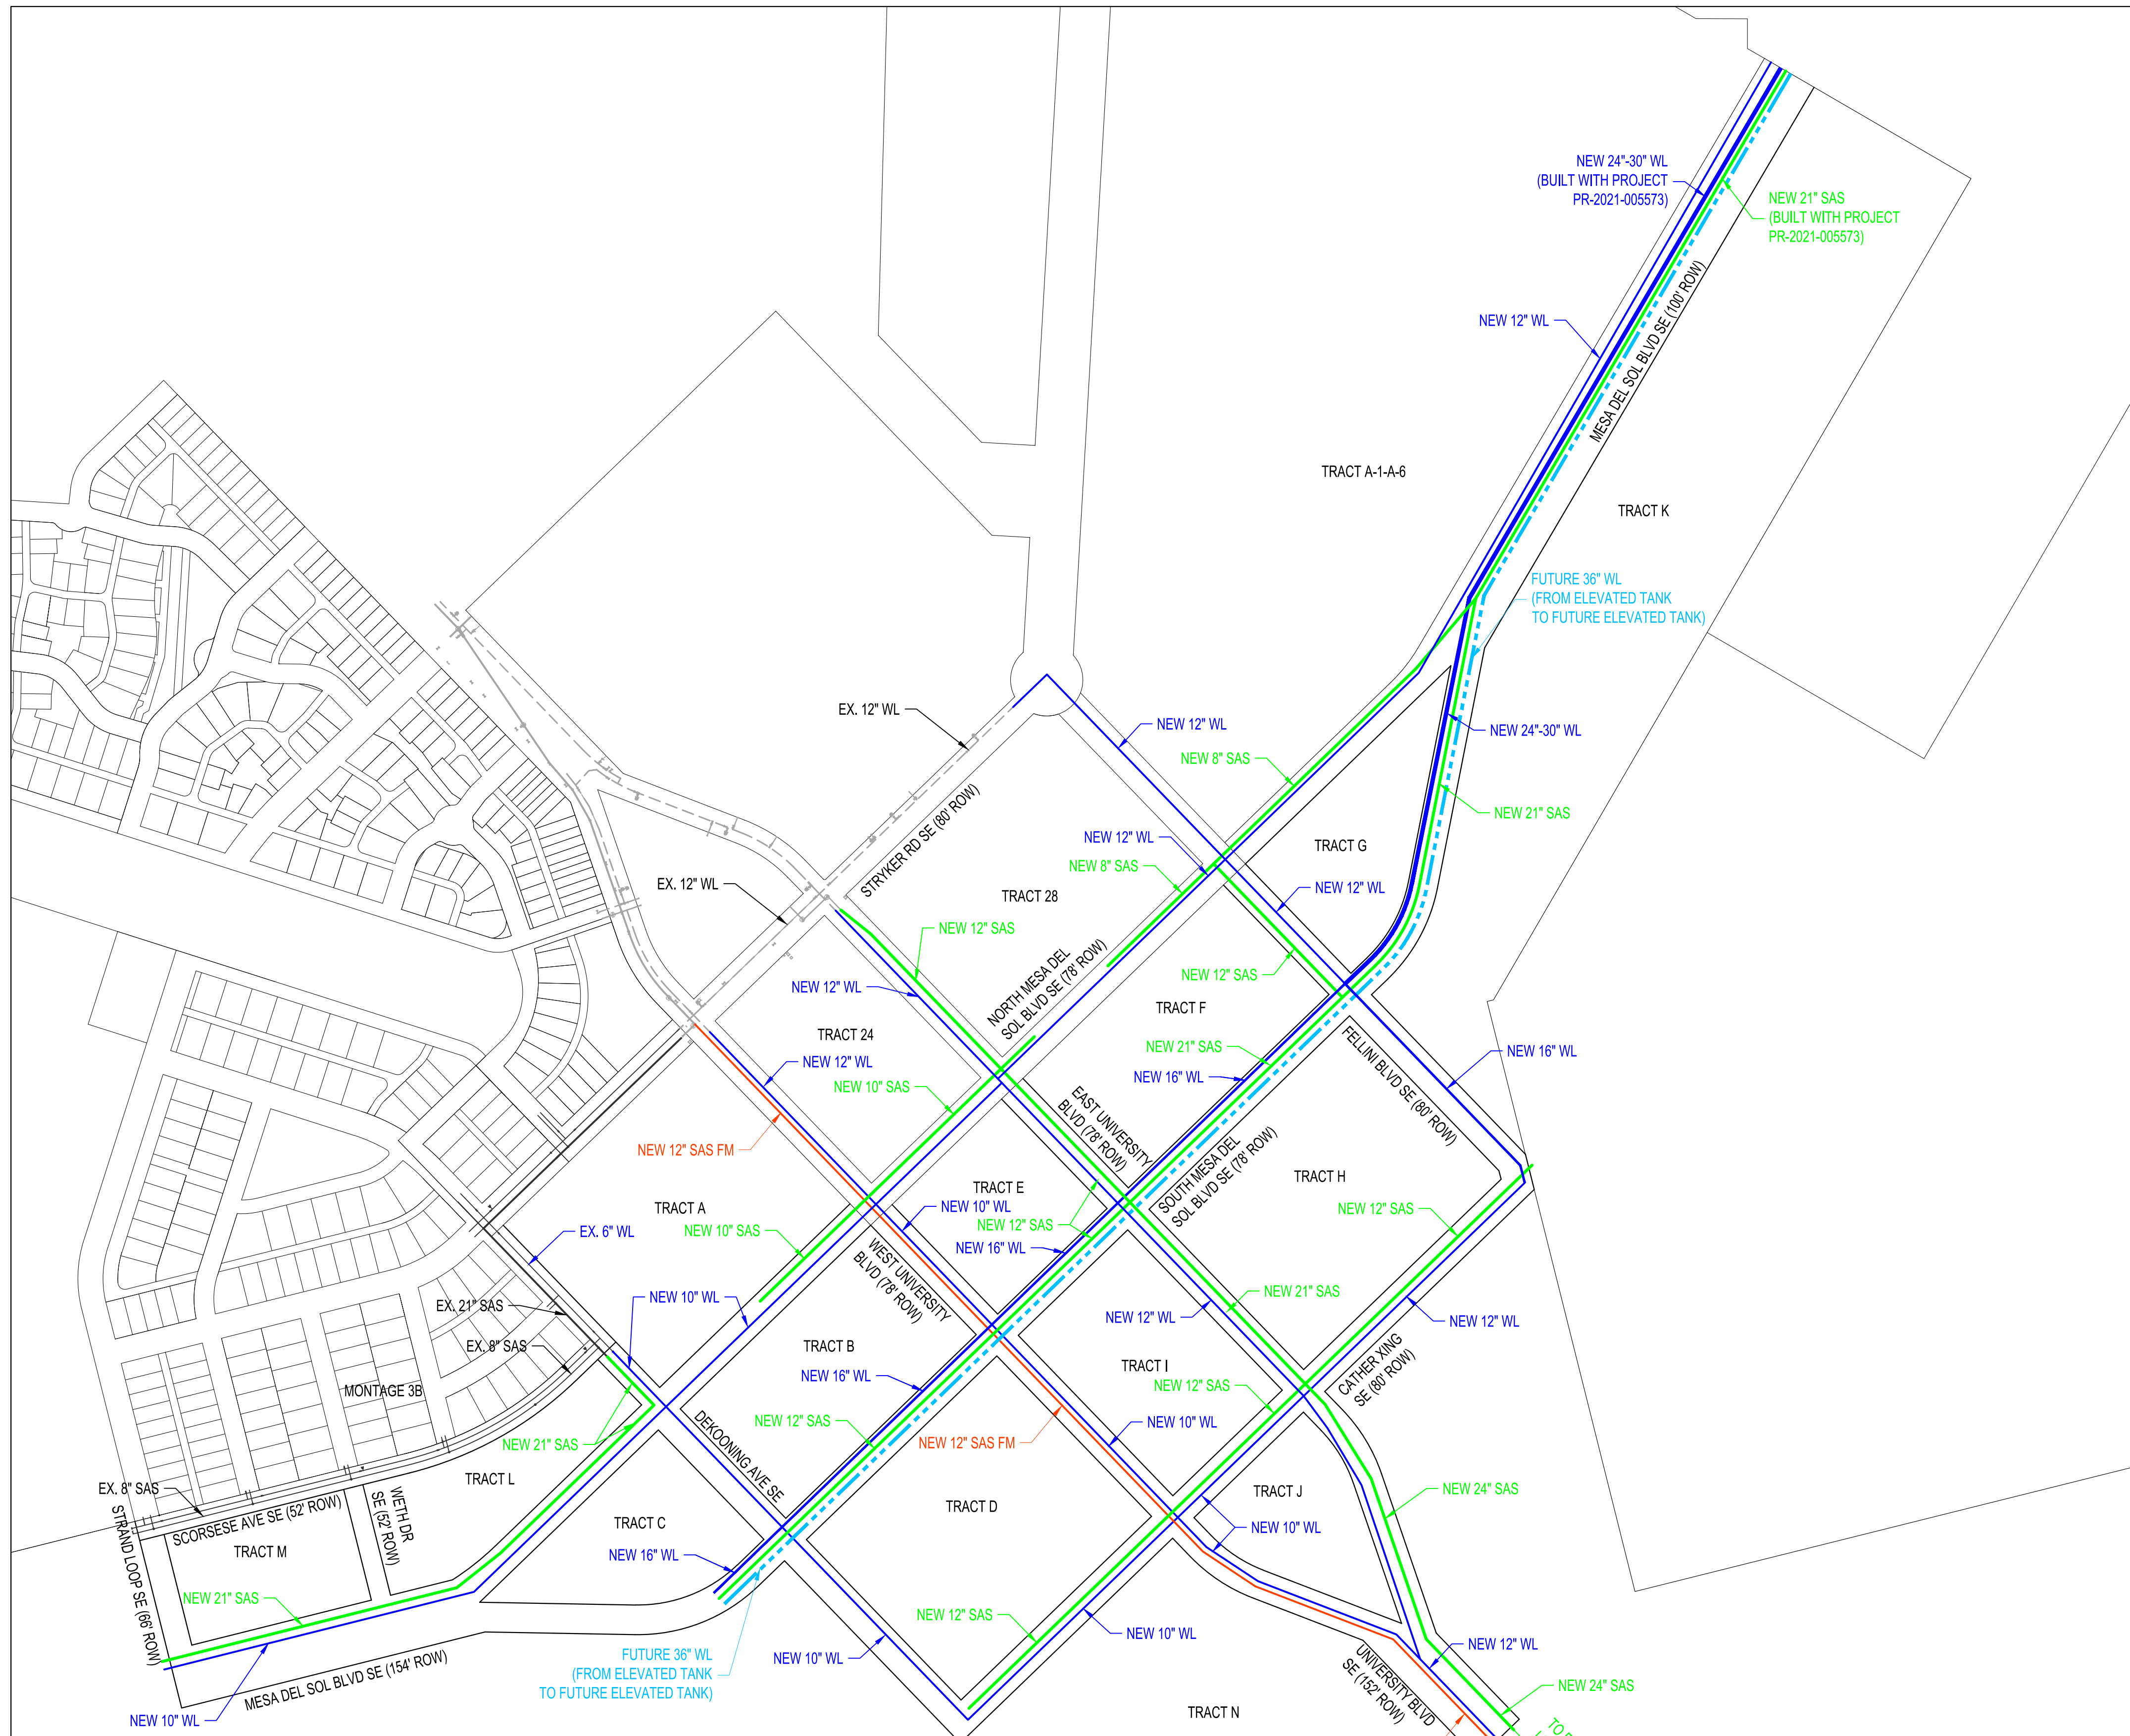 NEW 24"-30" WL
(BUILT WITH PROJECT
PR-2021-005573)
NEW 21" SAS
(BUILT WITH PROJECT
PR-2021-005573)
NEW 12" WL
MESA DEL SOL BLVD SE (100' ROW)
TRACT A-1-A-6
TRACT K
FUTURE 36" WL
(FROM ELEVATED TANK
TO FUTURE ELEVATED TANK)
EX. 12" WL
NEW 12" WL
NEW 24"-30" WL
NEW 8" SAS
STRYKER RD SE (80' ROW)
NEW 21" SAS
NEW 12" WL
NEW 8" SAS
TRACT G
EX. 12" WL
NEW 12" WL
TRACT 28
NEW 12" SAS
NEW 12" SAS
NEW 12" WL
NORTH MESA DEL
SOL BLVD SE (78' ROW)
TRACT F
TRACT 24
NEW 12" WL
NEW 21" SAS
NEW 16" WL
FELLINI BLVD SE (80' ROW)
NEW 16" WL
NEW 10" SAS
NEW 12" SAS FM
EAST UNIVERSITY
BLVD (78' ROW)
SOUTH MESA DEL
SOL BLVD SE (78' ROW)
TRACT H
TRACT E
NEW 10" WL
NEW 12" SAS
NEW 16" WL
NEW 12" SAS
TRACT A
NEW 10" SAS
EX. 6" WL
WEST UNIVERSITY
BLVD (78' ROW)
NEW 10" WL
EX. 21" SAS
NEW 21" SAS
NEW 12" WL
NEW 12" WL
EX. 8" SAS
TRACT B
NEW 16" WL
TRACT I
NEW 12" SAS
CATHER XING
SE (80' ROW)
MONTAGE 3B
NEW 12" SAS
DEKOONING AVE SE
NEW 12" SAS FM
NEW 10" WL
NEW 21" SAS
TRACT L
EX. 8" SAS
SCORSESE AVE SE (52' ROW)
WETH DR
SE (52' ROW)
STRAND LOOP SE (66' ROW)
TRACT M
TRACT C
TRACT D
TRACT J
NEW 24" SAS
NEW 10" WL
NEW 16" WL
NEW 21" SAS
NEW 12" SAS
NEW 10" WL
NEW 12" WL
FUTURE 36" WL
(FROM ELEVATED TANK
TO FUTURE ELEVATED TANK)
NEW 10" WL
UNIVERSITY BLVD
SE (152' ROW)
NEW 24" SAS
MESA DEL SOL BLVD SE (154' ROW)
NEW 10" WL
TRACT N
TO